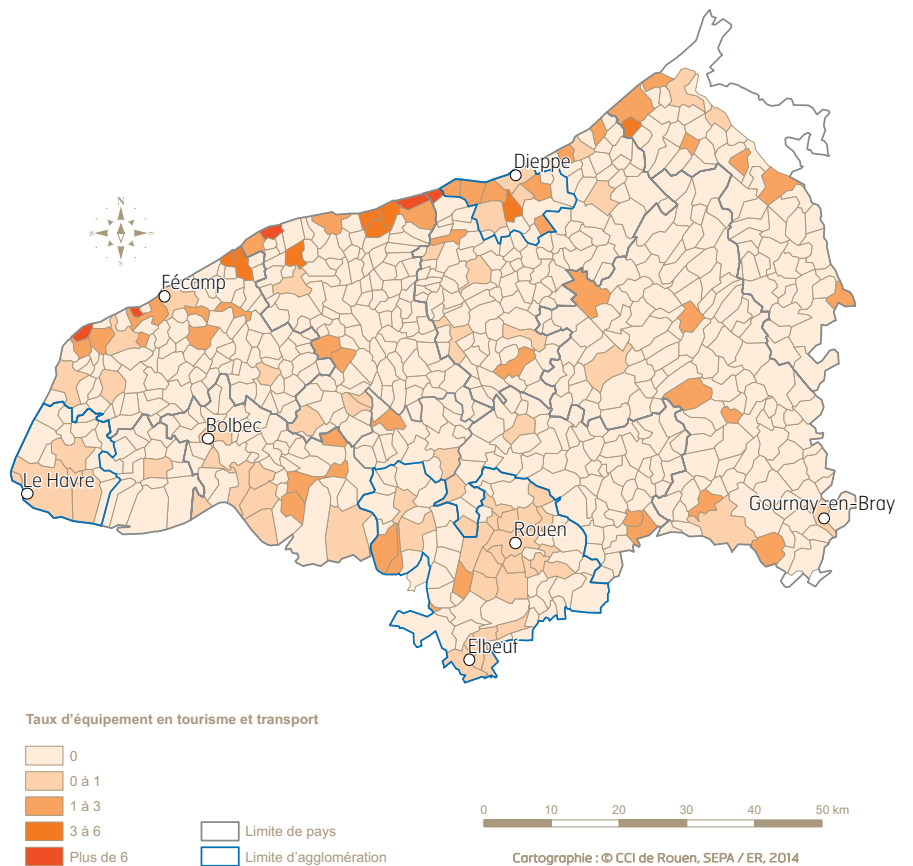 Dieppe
N
S
Fécamp
Bolbec
Le Havre
Gournay-en-Bray
Rouen
Elbeuf
Taux d'équipement en tourisme et transport
0
0 à 1
1 à 3
3 à 6
Plus de 6
Limite de pays
Limite d'agglomération
0 10 20 30 40 50 km
Cartographie : © CCI de Rouen, SEPA / ER, 2014